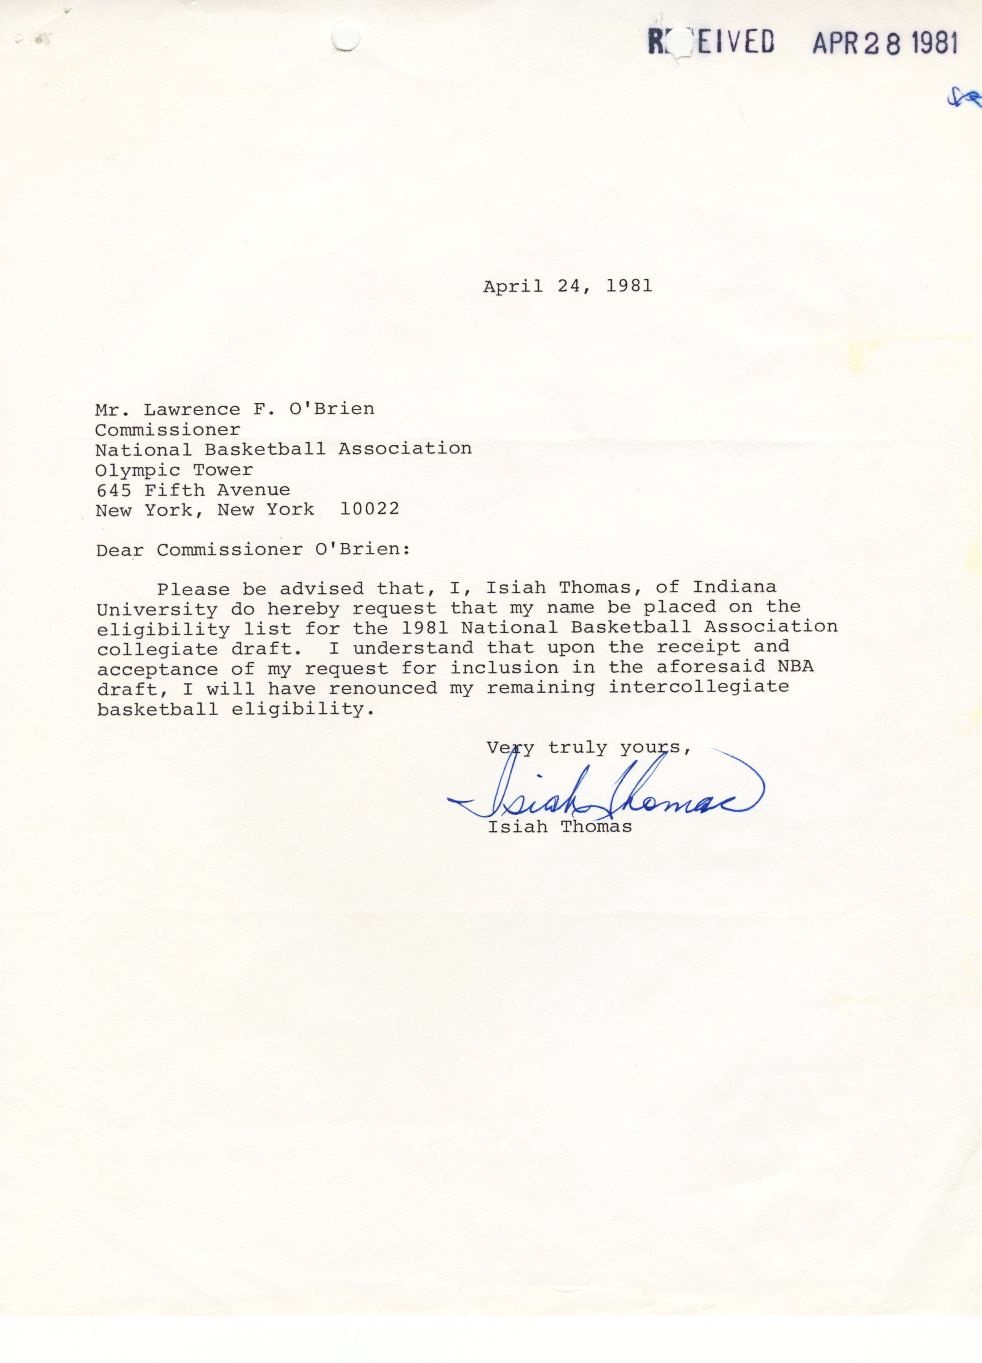 RECEIVED APR 28 1981
April 24, 1981
Mr. Lawrence F. O'Brien
Commissioner
National Basketball Association
Olympic Tower
645 Fifth Avenue
New York, New York 10022
Dear Commissioner O'Brien:
Please be advised that, I, Isiah Thomas, of Indiana
University do hereby request that my name be placed on the
eligibility list for the 1981 National Basketball Association
collegiate draft. I understand that upon the receipt and
acceptance of my request for inclusion in the aforesaid NBA
draft, I will have renounced my remaining intercollegiate
basketball eligibility.
Very truly yours,
Isiah Thomas
Isiah Thomas